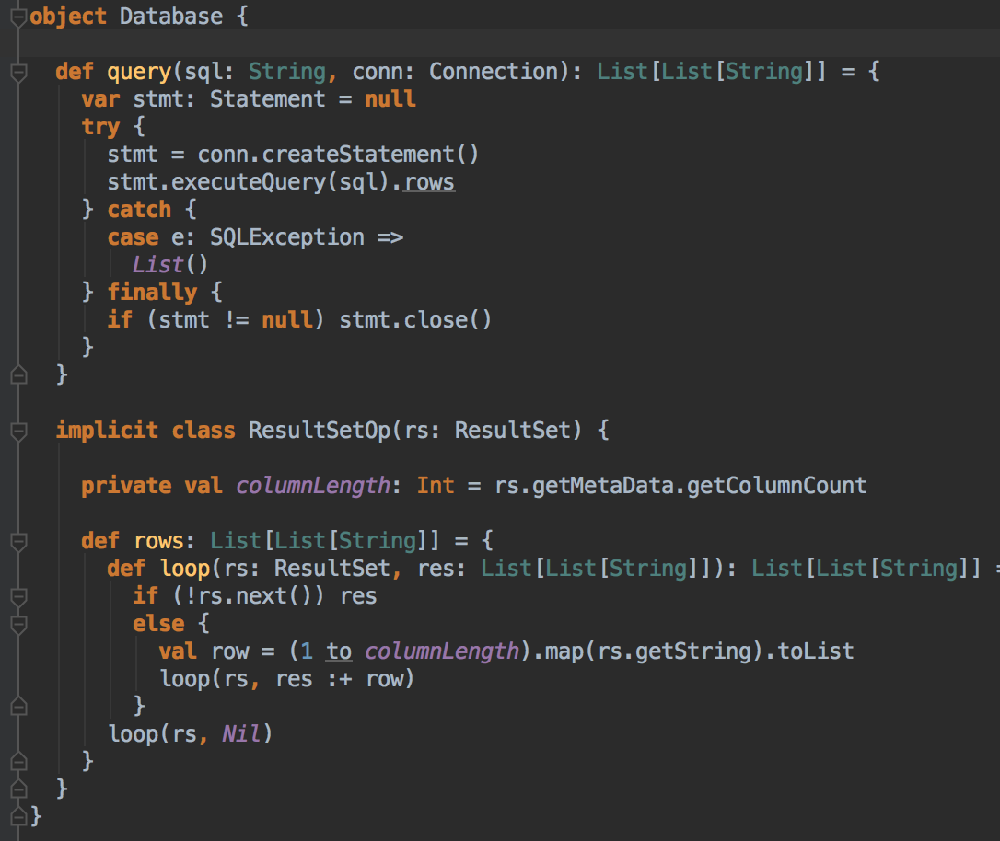 object Database {
  def query(sql: String, conn: Connection): List[List[String]] = {
    var stmt: Statement = null
    try {
      stmt = conn.createStatement()
      stmt.executeQuery(sql).rows
    } catch {
      case e: SQLException =>
        List()
    } finally {
      if (stmt != null) stmt.close()
    }
  }
  implicit class ResultSetOp(rs: ResultSet) {
    private val columnLength: Int = rs.getMetaData.getColumnCount
    def rows: List[List[String]] = {
      def loop(rs: ResultSet, res: List[List[String]]): List[List[String]] =
        if (!rs.next()) res
        else {
          val row = (1 to columnLength).map(rs.getString).toList
          loop(rs, res :+ row)
        }
      loop(rs, Nil)
    }
  }
}